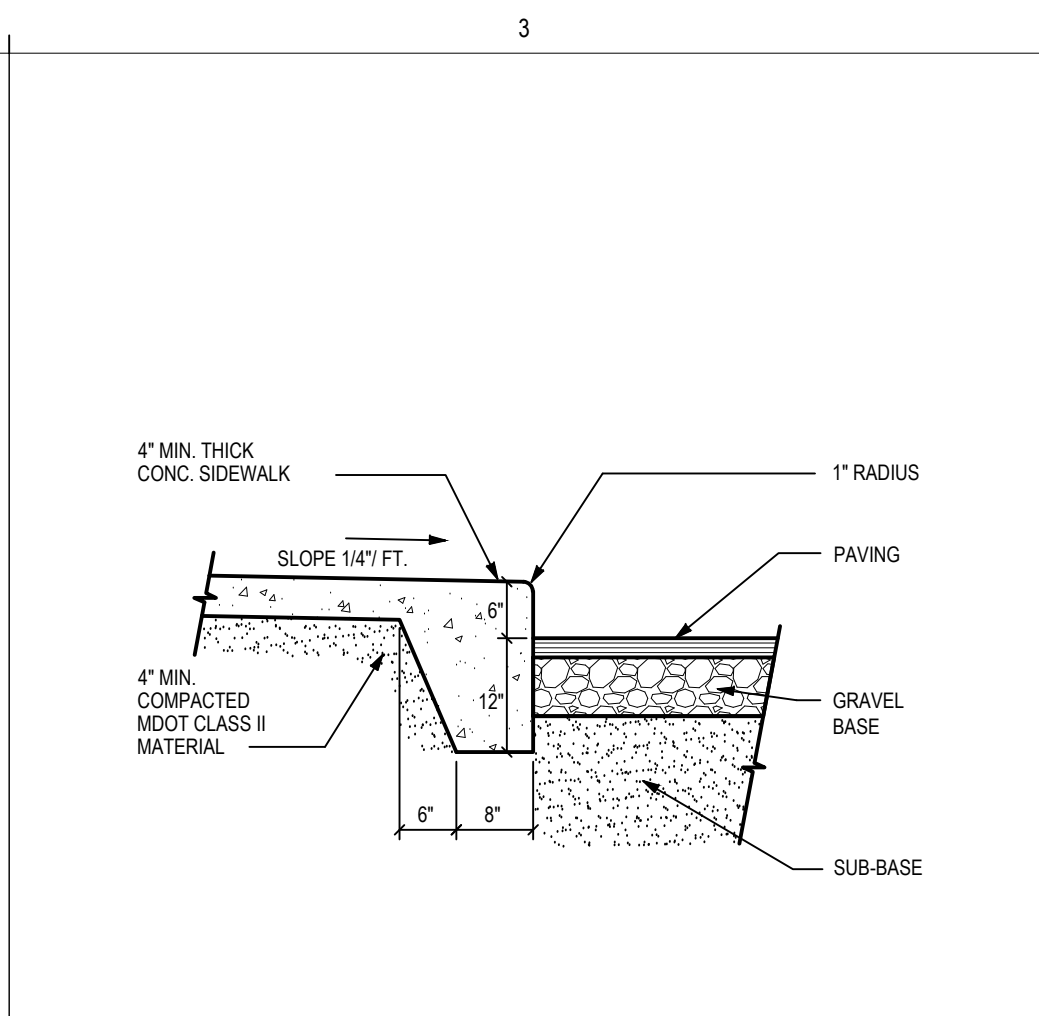 3
4" MIN. THICK
CONC. SIDEWALK
1" RADIUS
SLOPE 1/4"/ FT.
PAVING
6"
4" MIN.
COMPACTED
MDOT CLASS II
MATERIAL
12"
GRAVEL
BASE
6"
8"
SUB-BASE